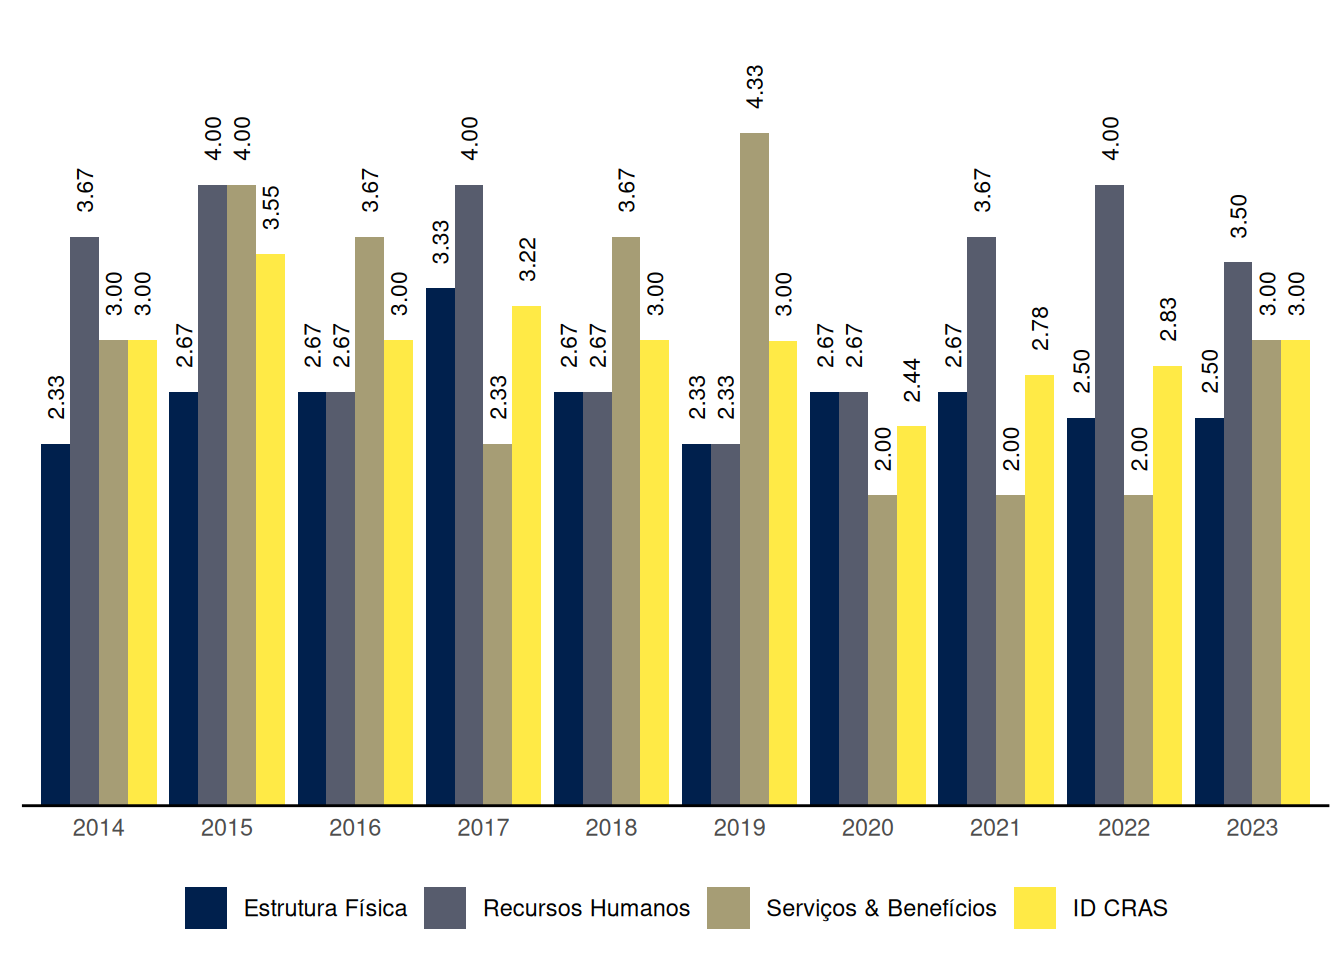 2.33 3.67 3.00 3.00
2.67 4.00 4.00 3.55
2.67 2.67 3.67 3.00
3.33 4.00 2.33 3.22
2.67 2.67 3.67 3.00
2.33 2.33 4.33 3.00
2.67 2.67 2.00 2.44
2.67 3.67 2.00 2.78
2.50 4.00 2.00 2.83
2.50 3.50 3.00 3.00
2014 2015 2016 2017 2018 2019 2020 2021 2022 2023
Estrutura Física Recursos Humanos Serviços & Benefícios ID CRAS